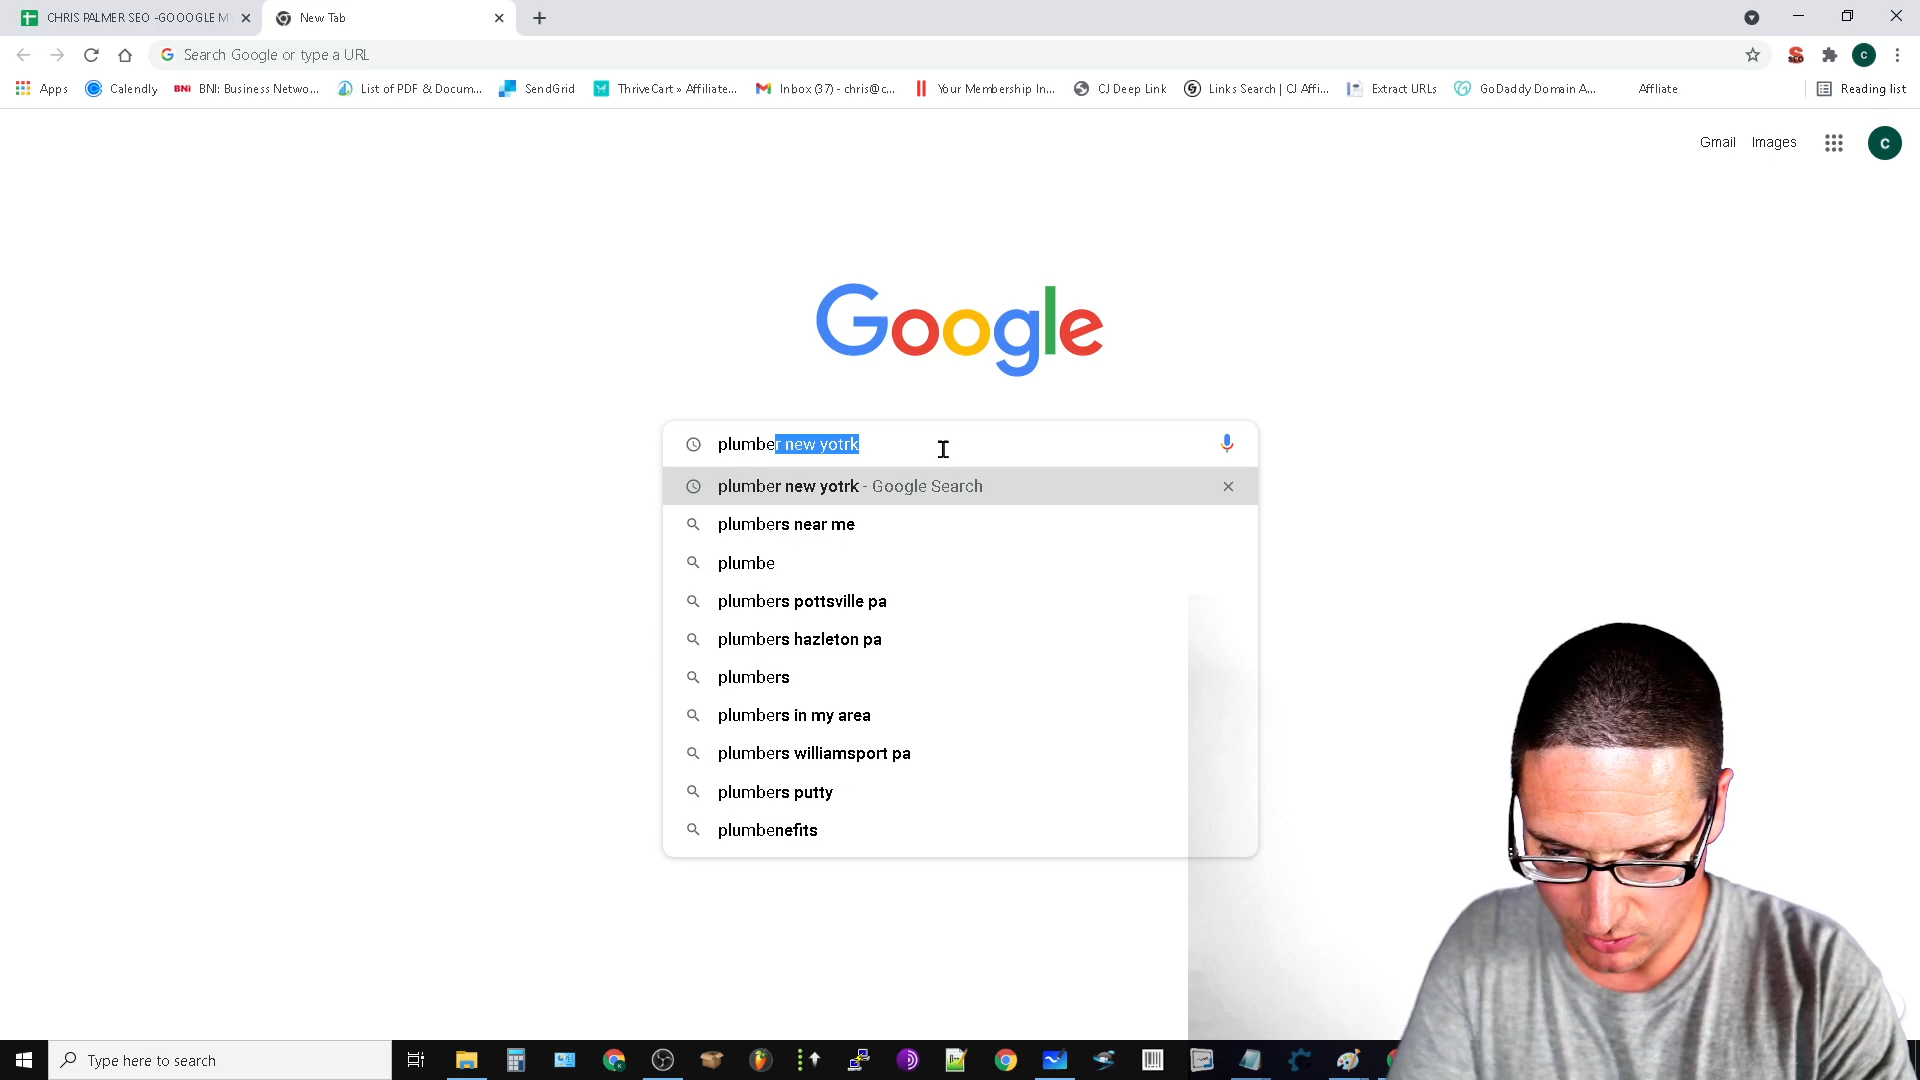 CHRIS PALMER SEO -GOOOGLE M
New Tab
Search Google or type a URL
Apps
Calendly
BNI BNI: Business Netwo...
List of PDF & Docum...
SendGrid
ThriveCart » Affiliate...
Inbox (37) - chris@c...
Your Membership In...
CJ Deep Link
Links Search | CJ Affi...
Extract URLs
GoDaddy Domain A...
Affliate
Reading list
Gmail Images
C
Google
plumber new yotrk
plumber new yotrk - Google Search
plumbers near me
plumbe
plumbers pottsville pa
plumbers hazleton pa
plumbers
plumbers in my area
plumbers williamsport pa
plumbers putty
plumbenefits
Type here to search